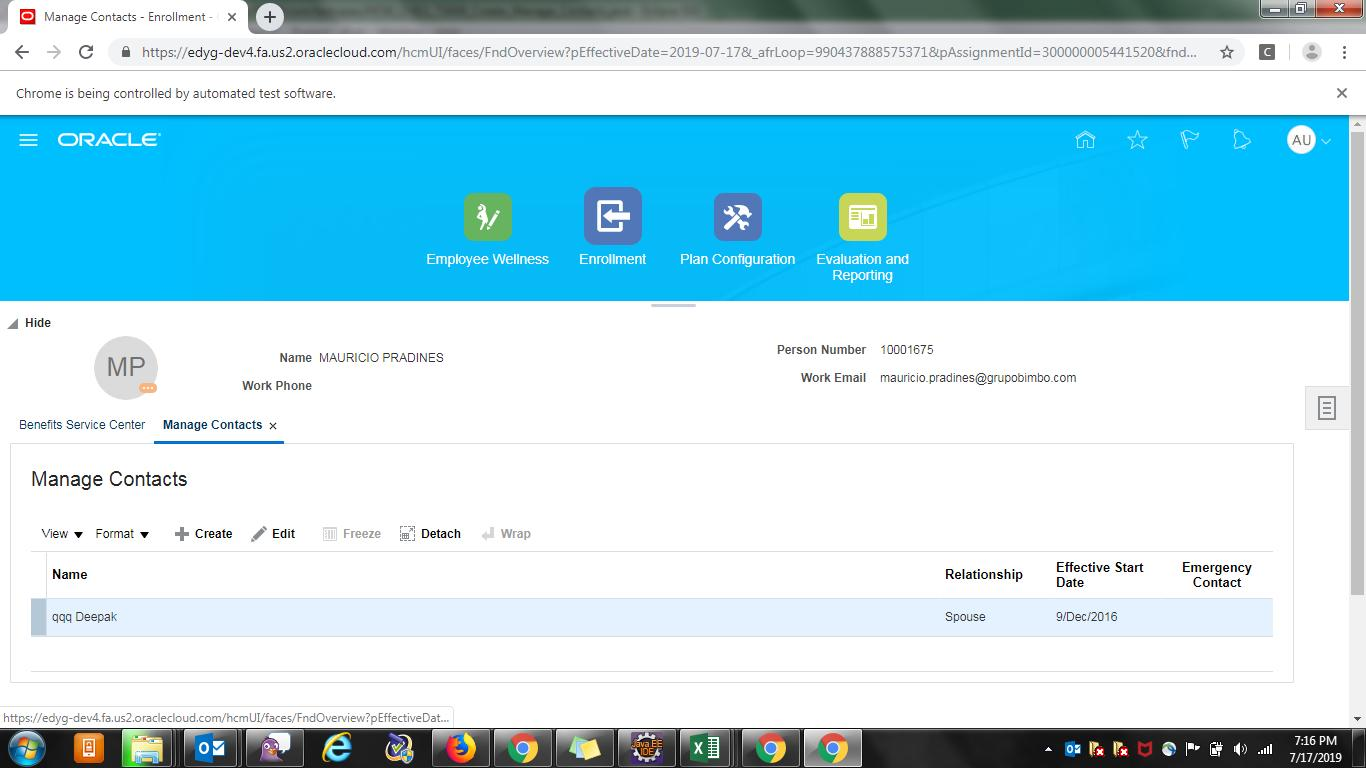 Manage Contacts - Enrollment -
https://edyg-dev4.fa.us2.oraclecloud.com/hcmUI/faces/FndOverview?pEffectiveDate=2019-07-17&_afrLoop=990437888575371&pAssignmentId=300000005441520&fnd...
C
Chrome is being controlled by automated test software.
ORACLE
AU
Employee Wellness
Enrollment
Plan Configuration
Evaluation and
Reporting
Hide
MP
Name MAURICIO PRADINES
Work Phone
Person Number 10001675
Work Email mauricio.pradines@grupobimbo.com
Benefits Service Center
Manage Contacts
Manage Contacts
View Format Create Edit Freeze Detach Wrap
Name Relationship Effective Start Date Emergency Contact
qqq Deepak Spouse 9/Dec/2016
https://edyg-dev4.fa.us2.oraclecloud.com/hcmUI/faces/FndOverview?pEffectiveDat...
Java EE
IDE
7:16 PM
7/17/2019